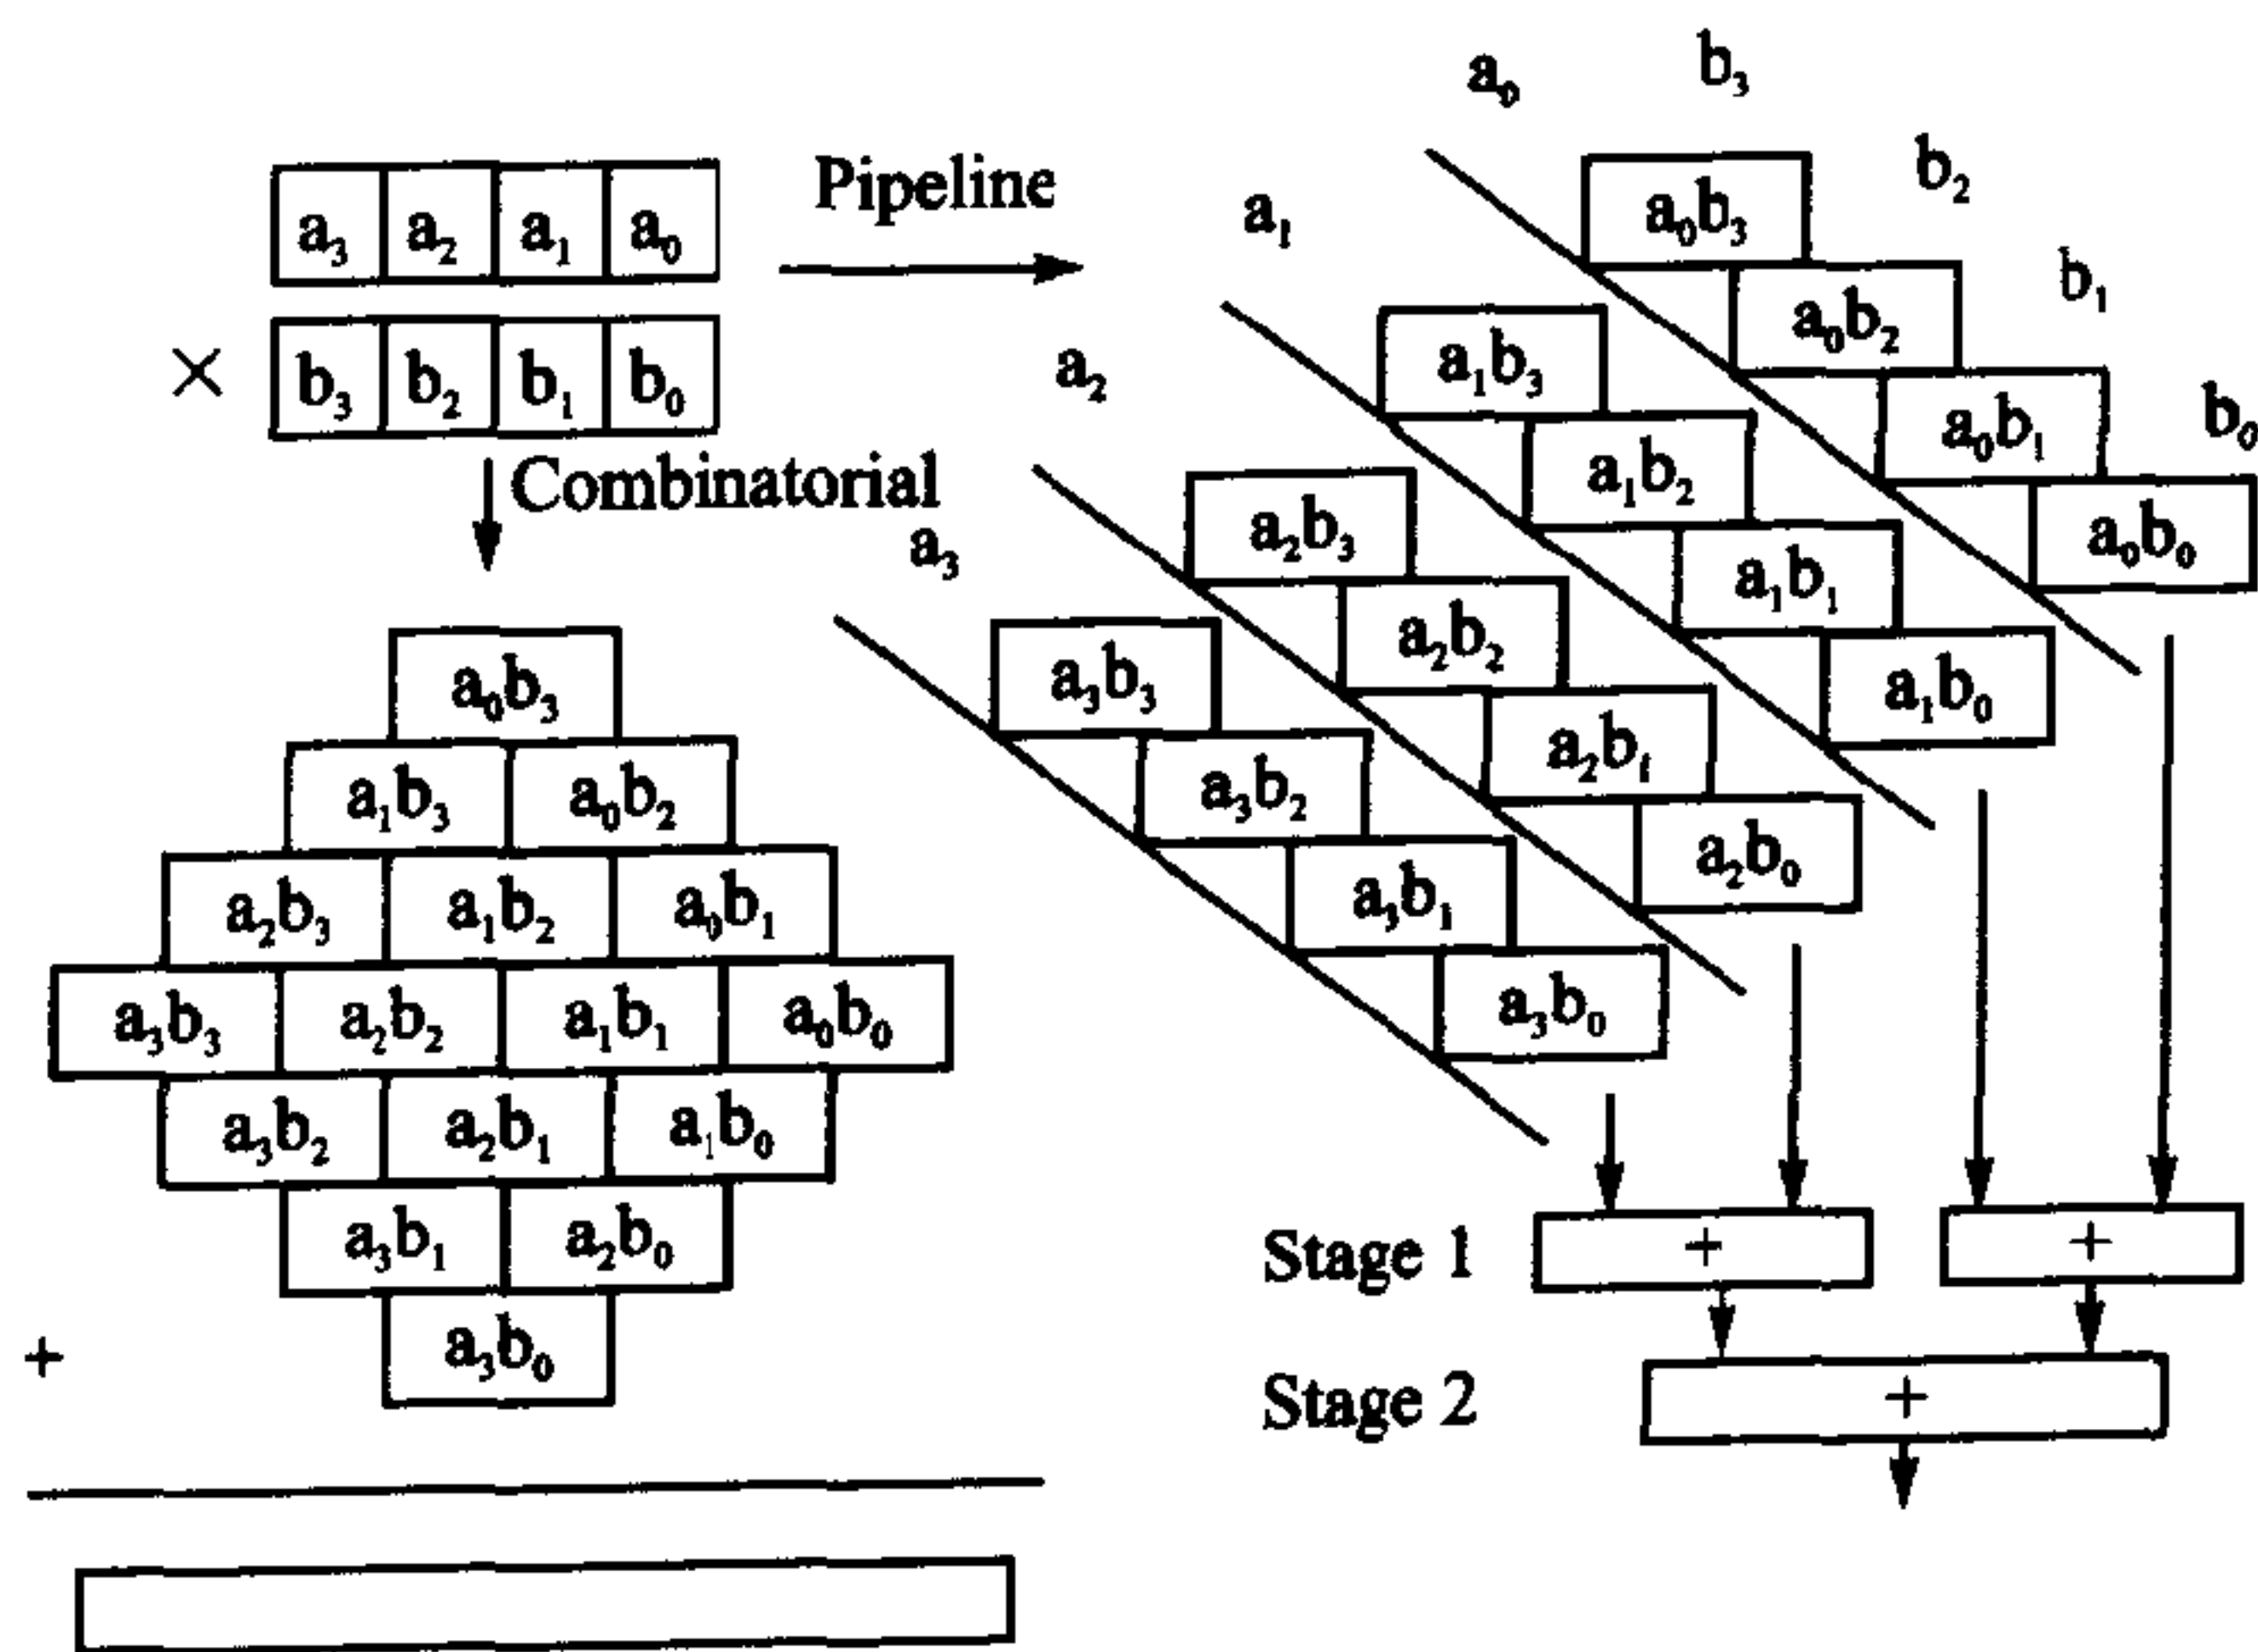 a₃ a₂ a₁ a₀
× b₃ b₂ b₁ b₀
Pipeline
Combinatorial
a₀b₃
a₁b₃ a₀b₂
a₂b₃ a₁b₂ a₀b₁
a₃b₃ a₂b₂ a₁b₁ a₀b₀
a₃b₂ a₂b₁ a₁b₀
a₃b₁ a₂b₀
+ a₃b₀
a₀ b₃
a₁ b₂
a₂ b₁
a₃ b₀
a₀b₃
a₀b₂
a₀b₁
a₀b₀
a₁b₃
a₁b₂
a₁b₁
a₁b₀
a₂b₃
a₂b₂
a₂b₁
a₂b₀
a₃b₃
a₃b₂
a₃b₁
a₃b₀
Stage 1 + +
Stage 2 +